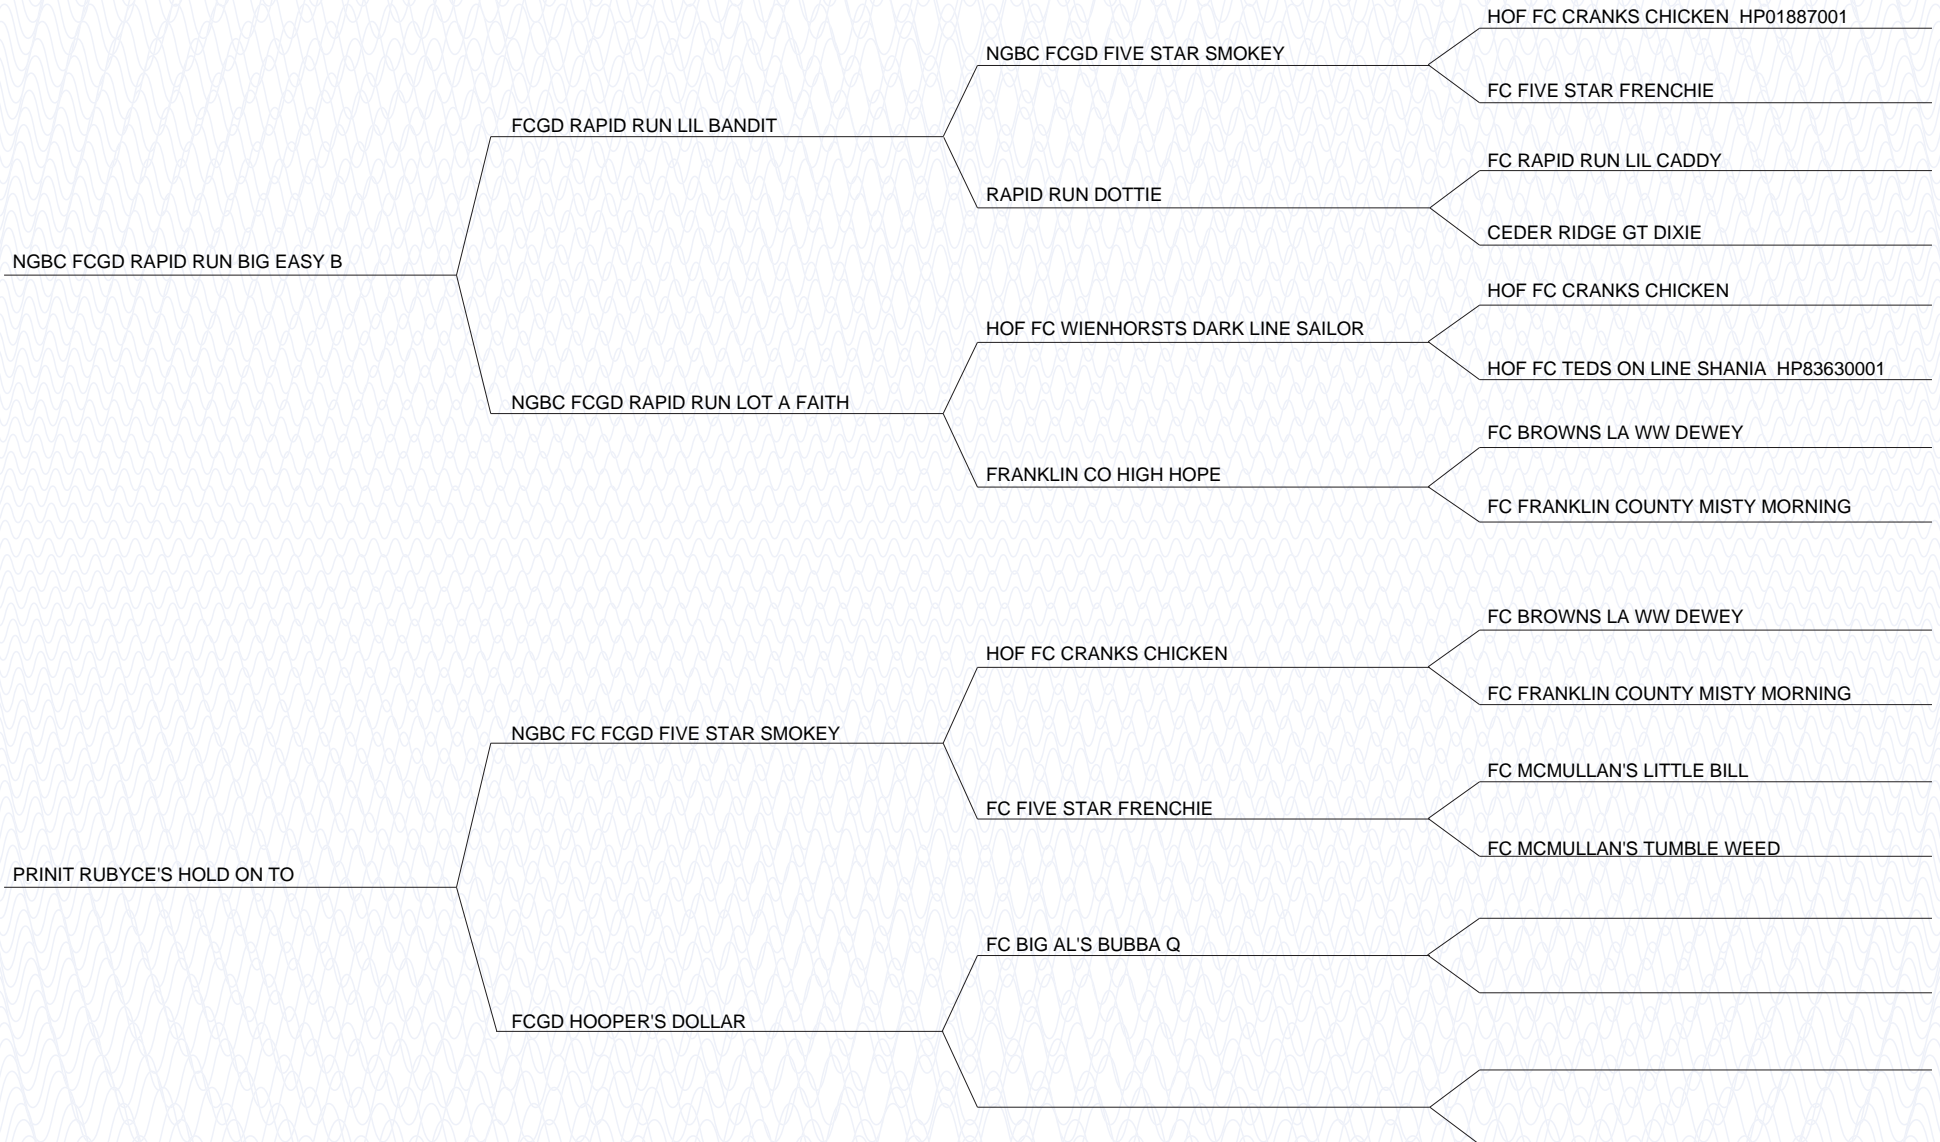 HOF FC CRANKS CHICKEN  HP01887001
NGBC FCGD FIVE STAR SMOKEY
FC FIVE STAR FRENCHIE
FCGD RAPID RUN LIL BANDIT
FC RAPID RUN LIL CADDY
RAPID RUN DOTTIE
CEDER RIDGE GT DIXIE
NGBC FCGD RAPID RUN BIG EASY B
HOF FC CRANKS CHICKEN
HOF FC WIENHORSTS DARK LINE SAILOR
HOF FC TEDS ON LINE SHANIA  HP83630001
NGBC FCGD RAPID RUN LOT A FAITH
FC BROWNS LA WW DEWEY
FRANKLIN CO HIGH HOPE
FC FRANKLIN COUNTY MISTY MORNING
FC BROWNS LA WW DEWEY
HOF FC CRANKS CHICKEN
FC FRANKLIN COUNTY MISTY MORNING
NGBC FC FCGD FIVE STAR SMOKEY
FC MCMULLAN'S LITTLE BILL
FC FIVE STAR FRENCHIE
FC MCMULLAN'S TUMBLE WEED
PRINIT RUBYCE'S HOLD ON TO
FC BIG AL'S BUBBA Q
FCGD HOOPER'S DOLLAR